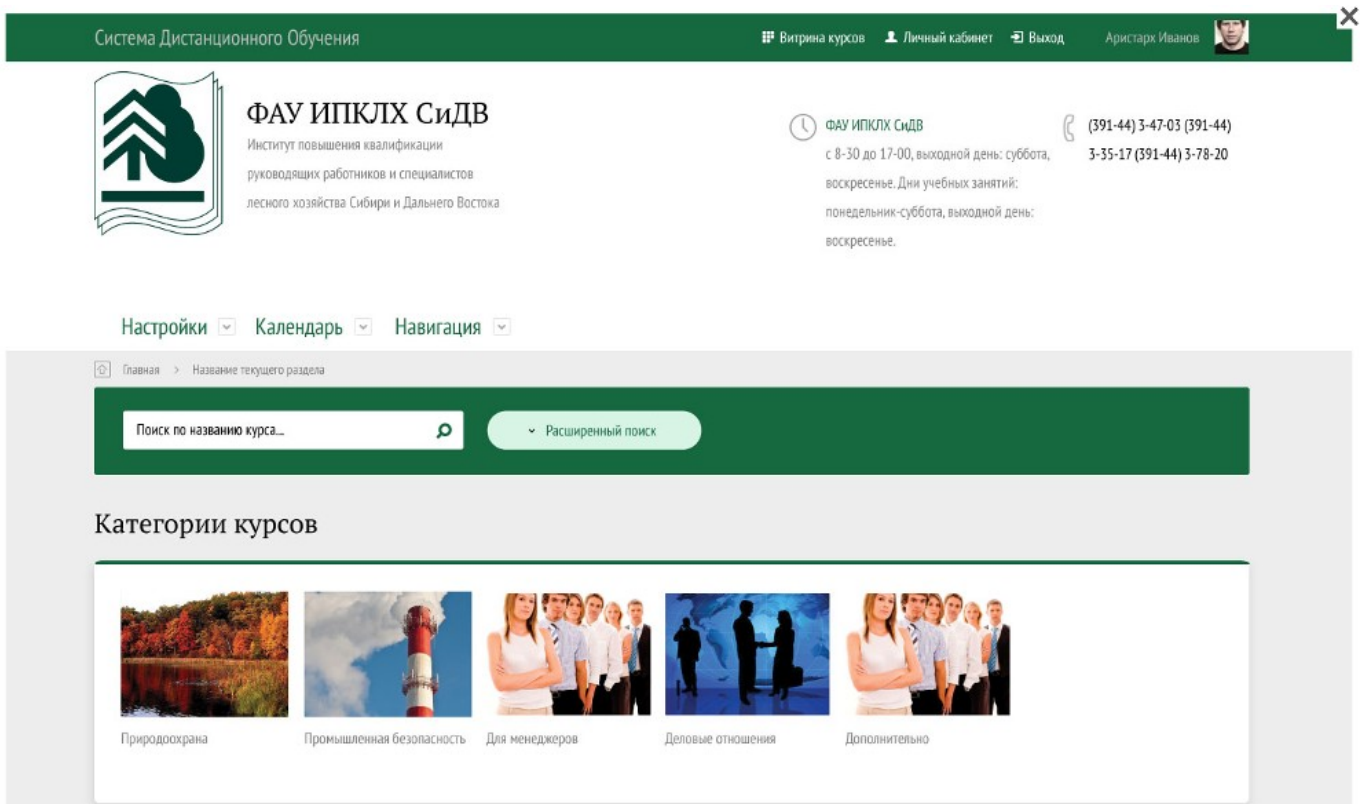 Система Дистанционного Обучения
Витрина курсов Личный кабинет Выход Аристарх Иванов
ФАУ ИПКЛХ СиДВ
Институт повышения квалификации
руководящих работников и специалистов
лесного хозяйства Сибири и Дальнего Востока
ФАУ ИПКЛХ СиДВ
с 8-30 до 17-00, выходной день: суббота,
воскресенье. Дни учебных занятий:
понедельник-суббота, выходной день:
воскресенье.
(391-44) 3-47-03 (391-44)
3-35-17 (391-44) 3-78-20
Настройки Календарь Навигация
Главная > Название текущего раздела
Поиск по названию курса...
Расширенный поиск
Категории курсов
Природоохрана
Промышленная безопасность
Для менеджеров
Деловые отношения
Дополнительно